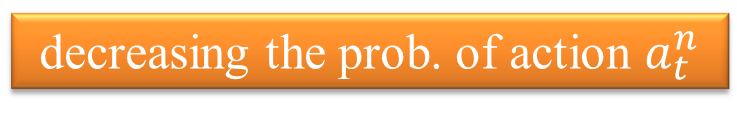 decreasing the prob. of action $a_t^n$